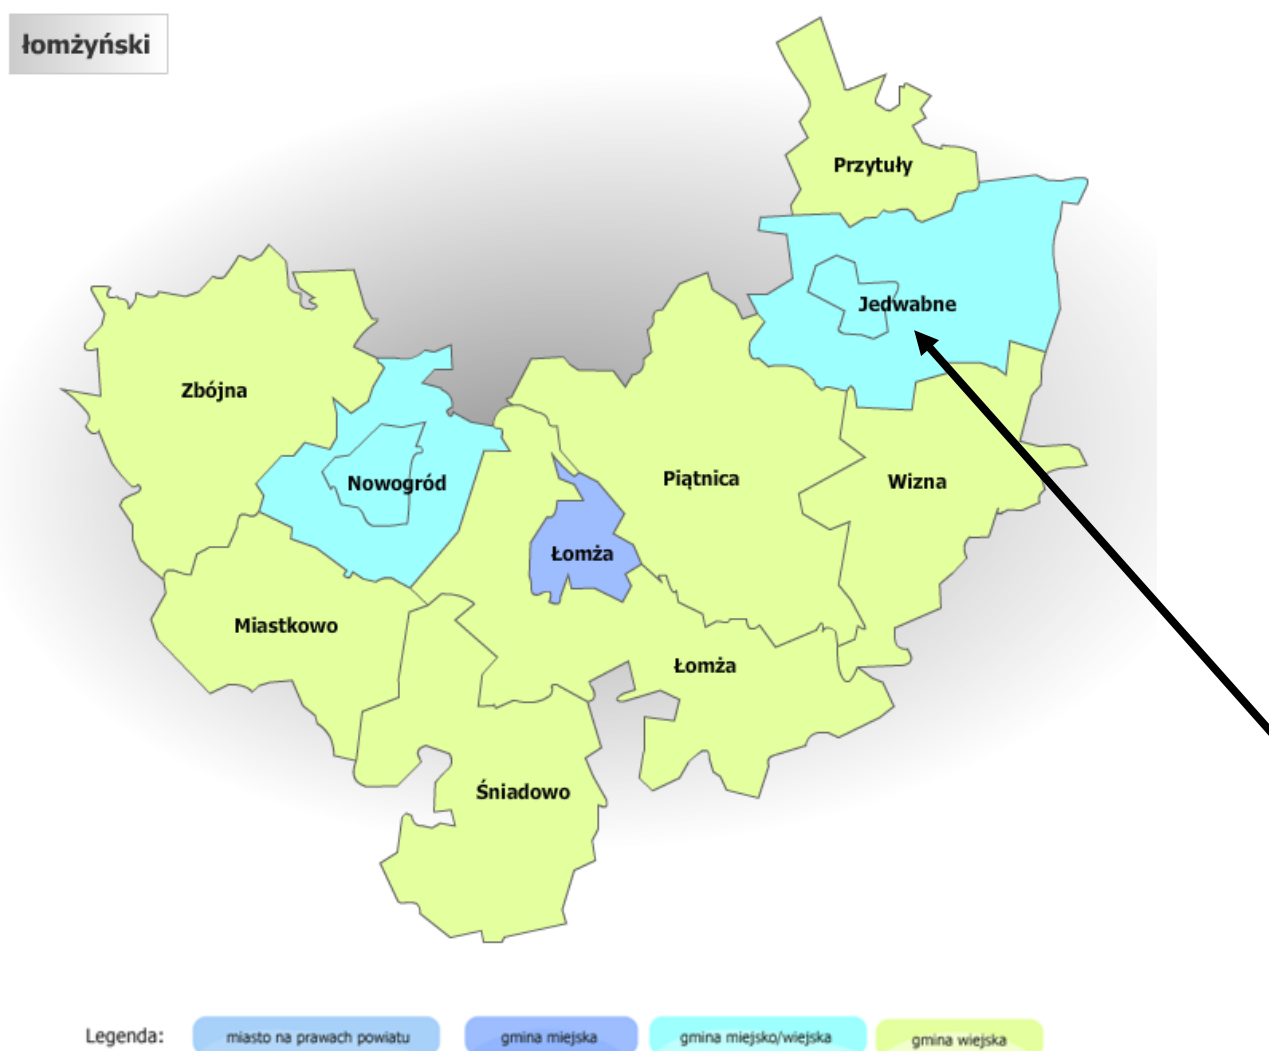 łomżyński
Przytuły
Jedwabne
Zbójna
Nowogród
Piątnica
Wizna
Łomża
Miastkowo
Łomża
Śniadowo
Legenda:
miasto na prawach powiatu
gmina miejska
gmina miejsko/wiejska
gmina wiejska